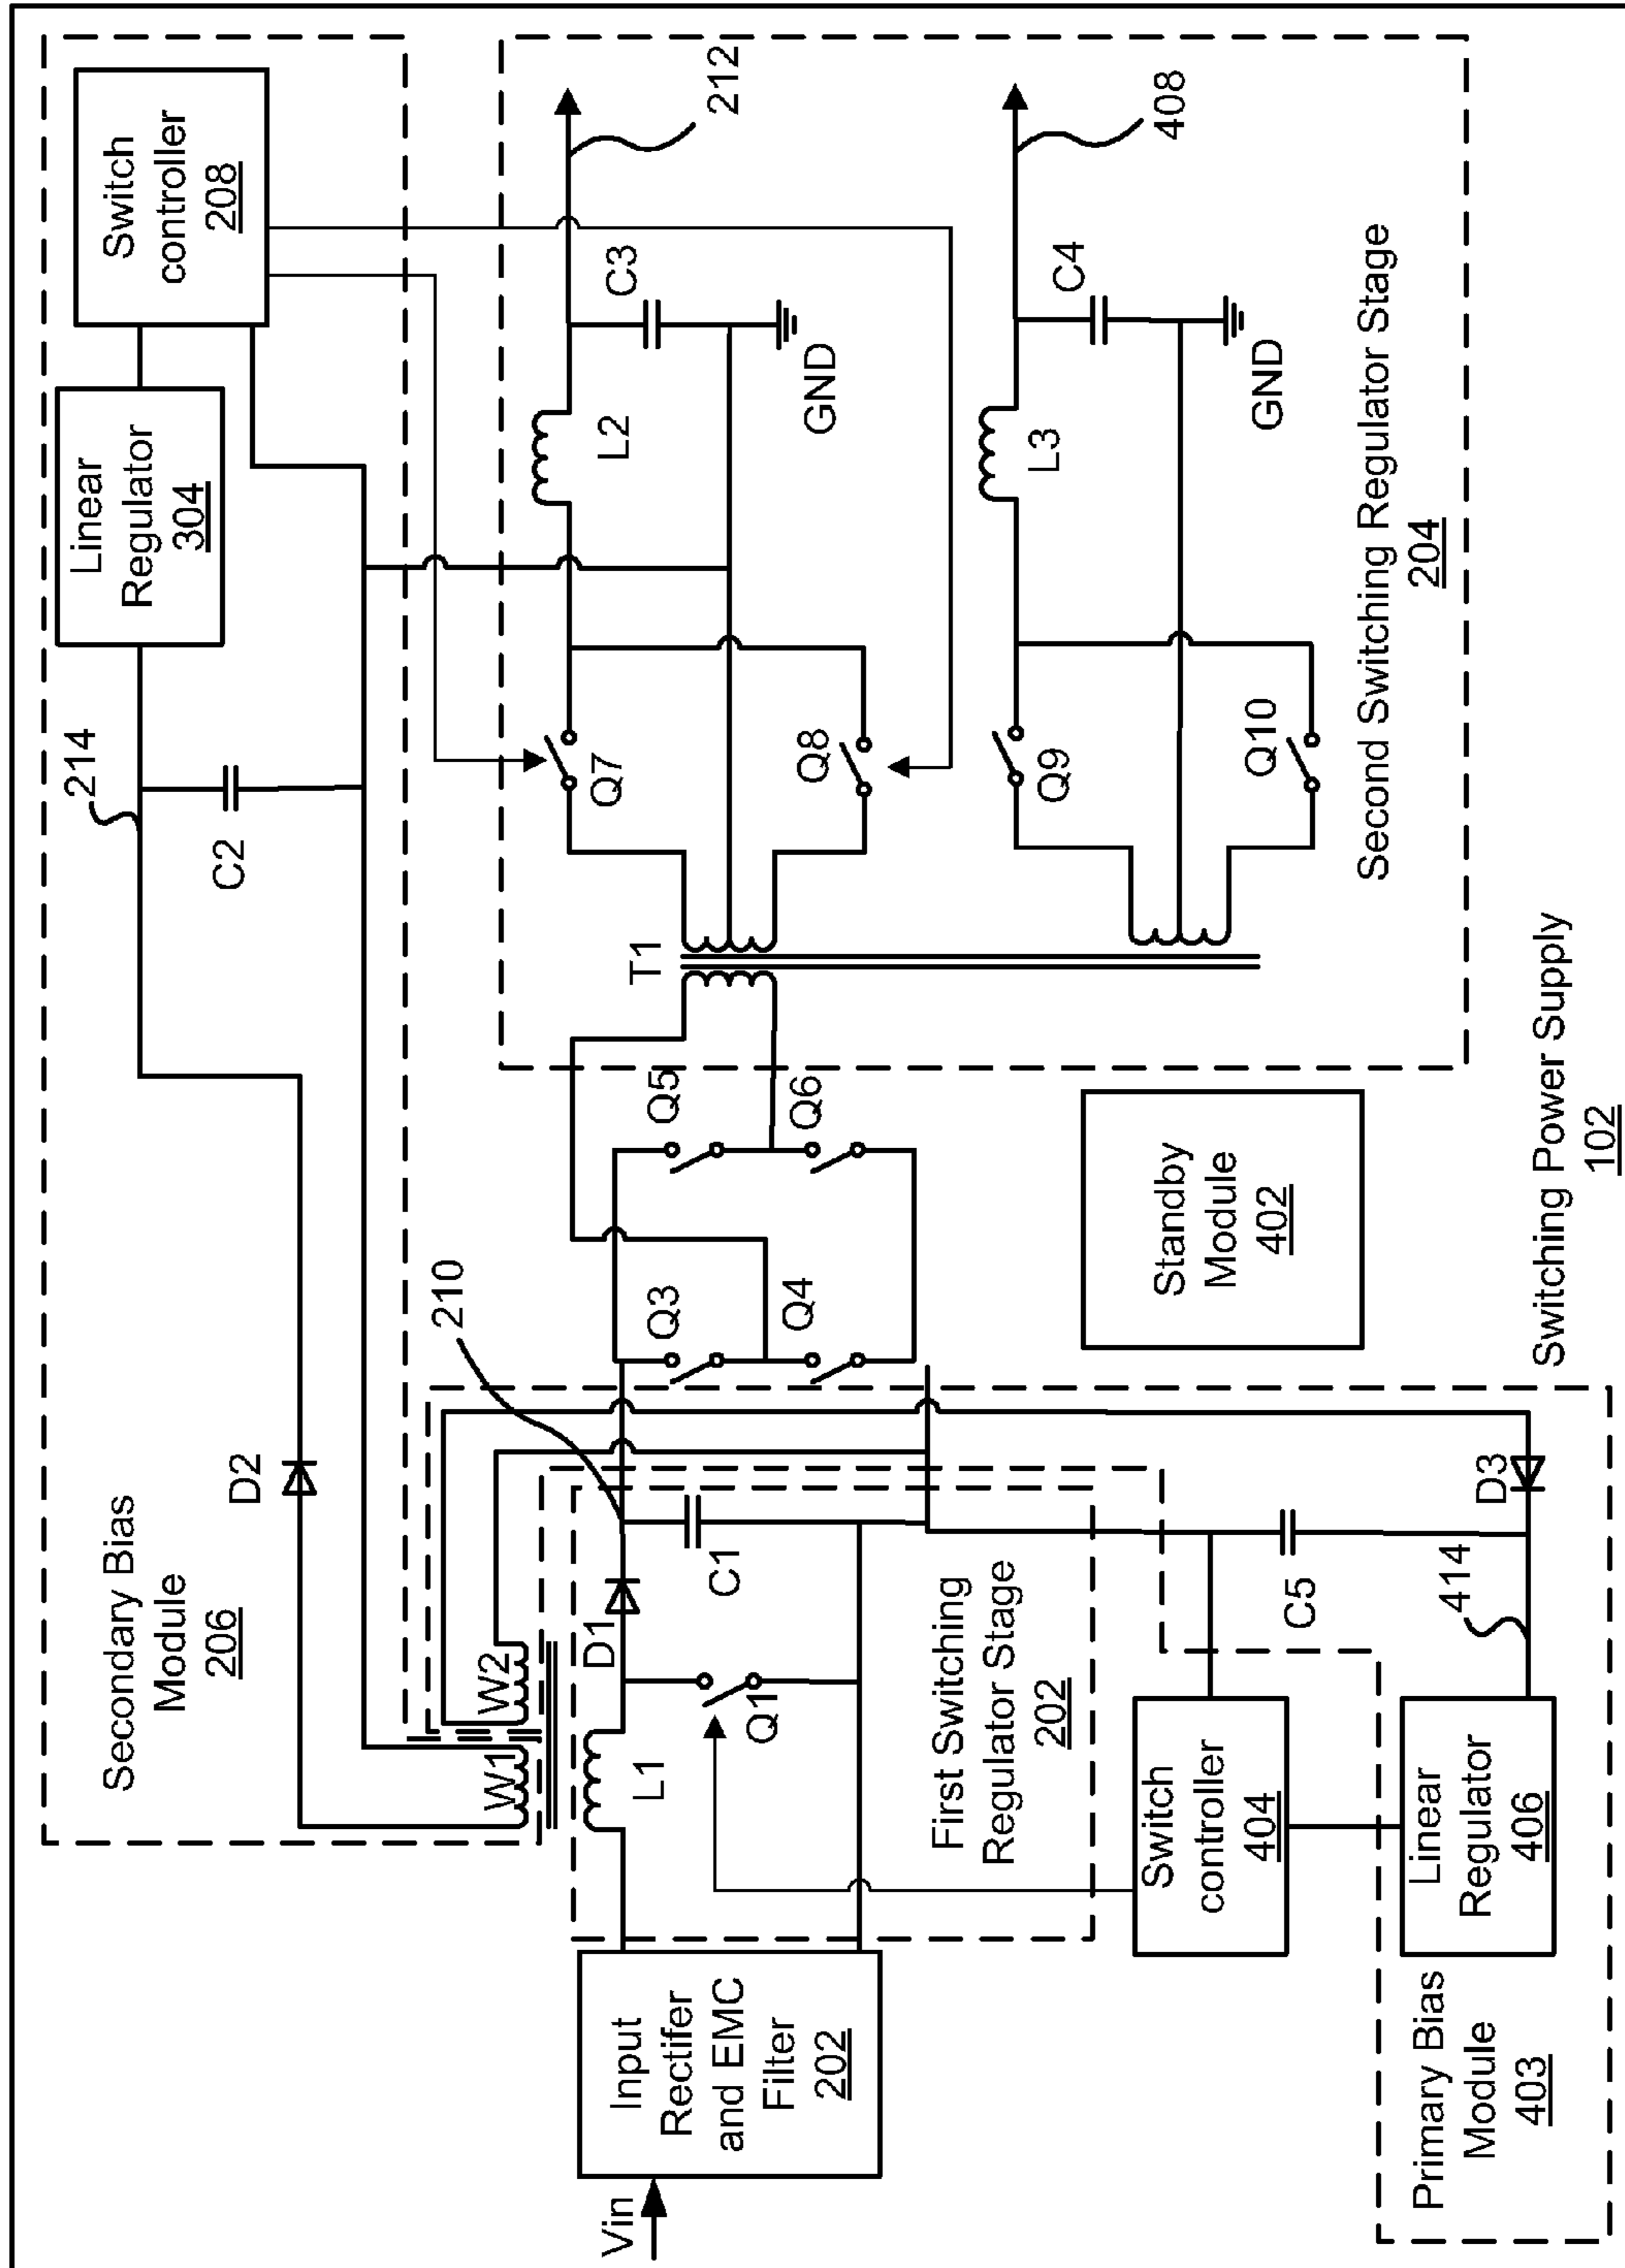 Secondary Bias
Module
206
D2
214
C2
Linear
Regulator
304
Switch
controller
208
W1
W2
210
Vin
Input
Rectifer
and EMC
Filter
202
L1
D1
Q1
C1
First Switching
Regulator Stage
202
Q3
Q4
Q5
Q6
T1
Q7
Q8
L2
C3
GND
212
Q9
Q10
L3
C4
GND
408
Second Switching Regulator Stage
204
Standby
Module
402
Switch
controller
404
C5
D3
414
Linear
Regulator
406
Primary Bias
Module
403
Switching Power Supply
102